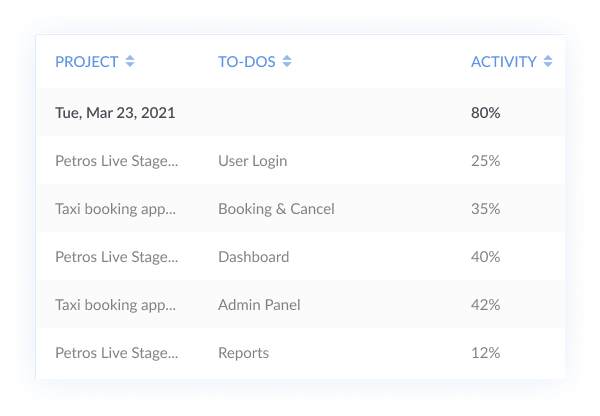 PROJECT TO-DOS ACTIVITY
Tue, Mar 23, 2021 80%
Petros Live Stage... User Login 25%
Taxi booking app... Booking & Cancel 35%
Petros Live Stage... Dashboard 40%
Taxi booking app... Admin Panel 42%
Petros Live Stage... Reports 12%